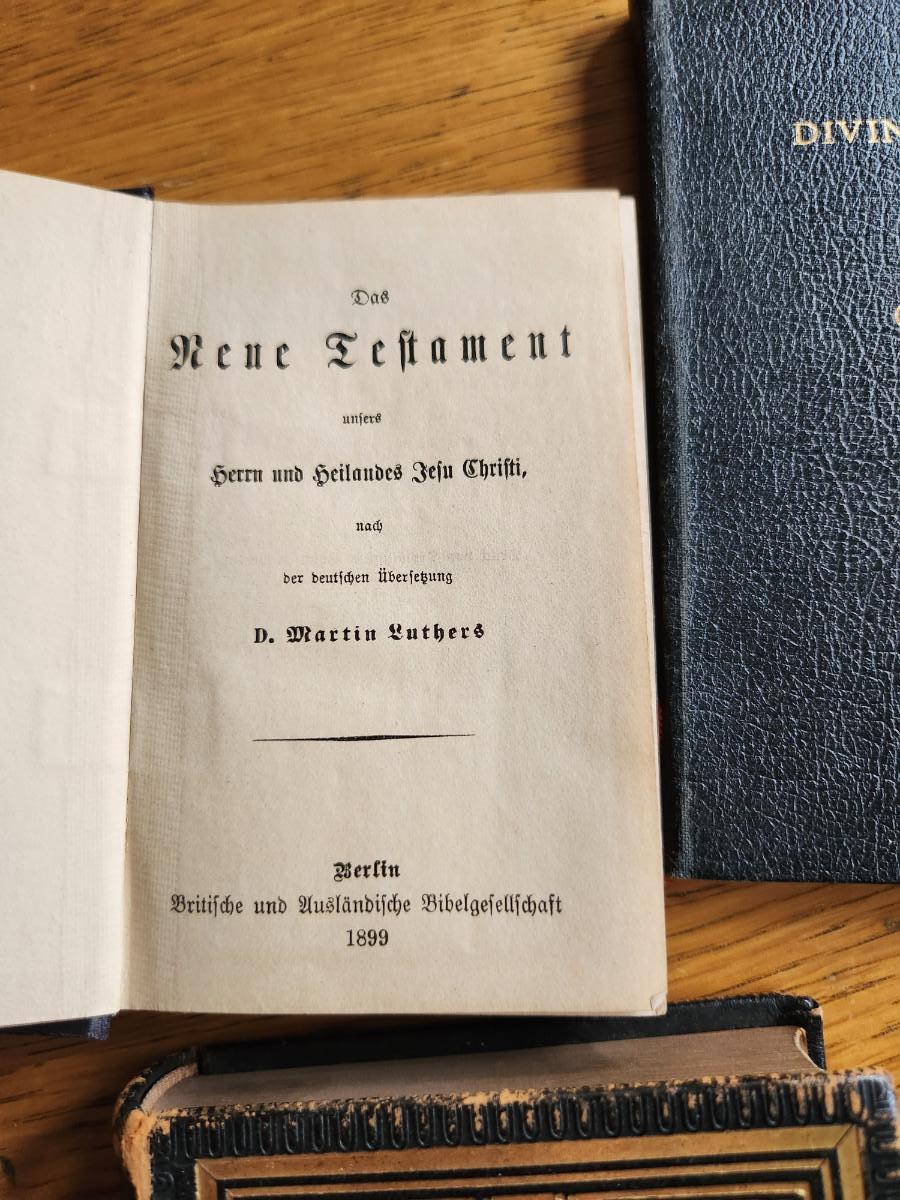 Das
Neue Testament
unsers
Herrn und Heilandes Jesu Christi,
nach
der deutschen Übersetzung
D. Martin Luthers
Berlin
Britische und Ausländische Bibelgesellschaft
1899
DIVIN